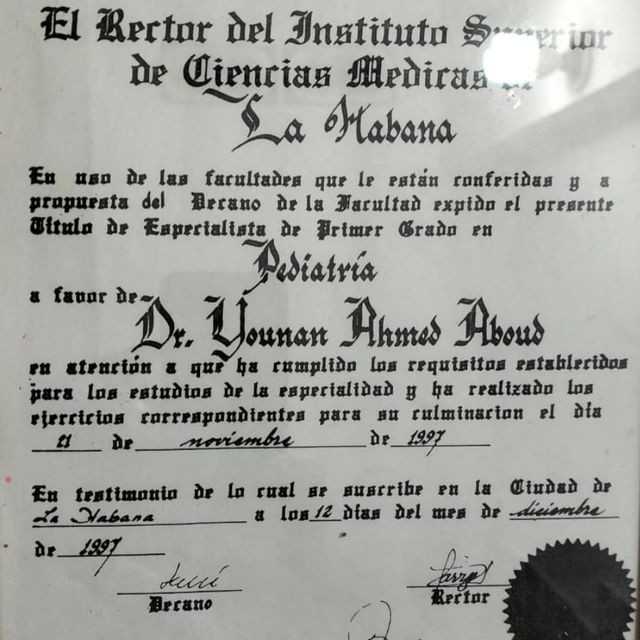 El Rector del Instituto Superior
de Ciencias Medicas de
La Habana
En uso de las facultades que le están conferidas y a
propuesta del Decano de la Facultad expido el presente
Titulo de Especialista de Primer Grado en
Pediatría
a favor de
Dr. Younan Ahmed Aboud
en atención a que ha cumplido los requisitos establecidos
para los estudios de la especialidad y ha realizado los
ejercicios correspondientes para su culminacion el día
21 de noviembre de 1997
En testimonio de lo cual se suscribe en la Ciudad de
La Habana a los 12 días del mes de diciembre
de 1997
Decano
Rector